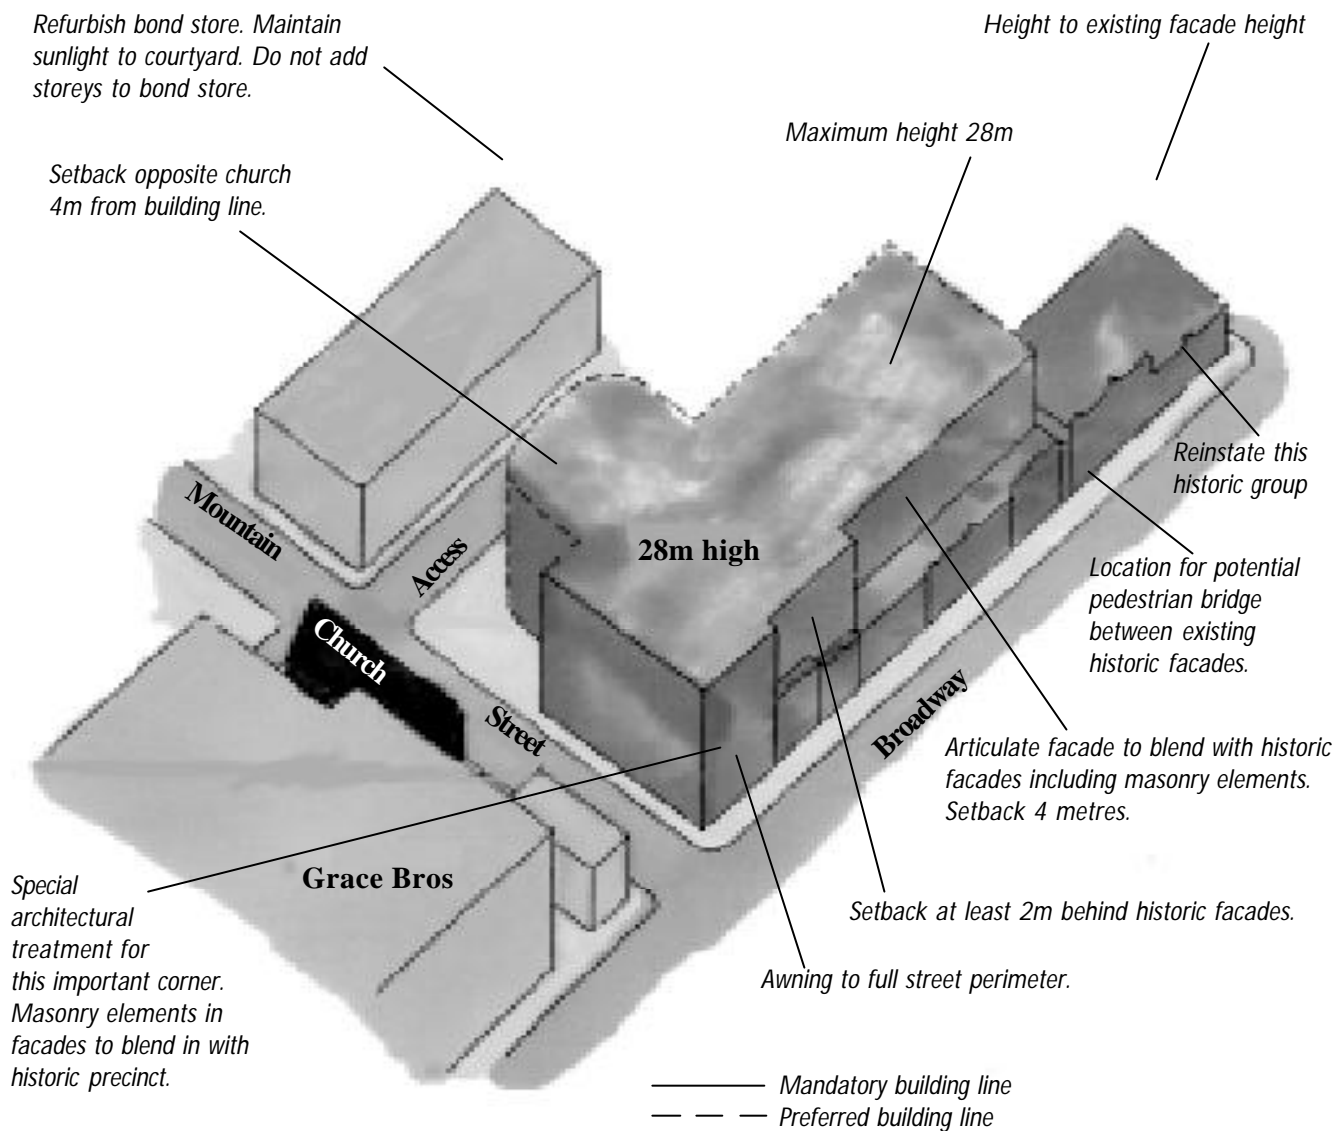 Refurbish bond store. Maintain
sunlight to courtyard. Do not add
storeys to bond store.
Height to existing facade height
Maximum height 28m
Setback opposite church
4m from building line.
Mountain
Access
28m high
Reinstate this
historic group
Location for potential
pedestrian bridge
between existing
historic facades.
Church
Street
Broadway
Articulate facade to blend with historic
facades including masonry elements.
Setback 4 metres.
Grace Bros
Special
architectural
treatment for
this important corner.
Masonry elements in
facades to blend in with
historic precinct.
Setback at least 2m behind historic facades.
Awning to full street perimeter.
Mandatory building line
Preferred building line